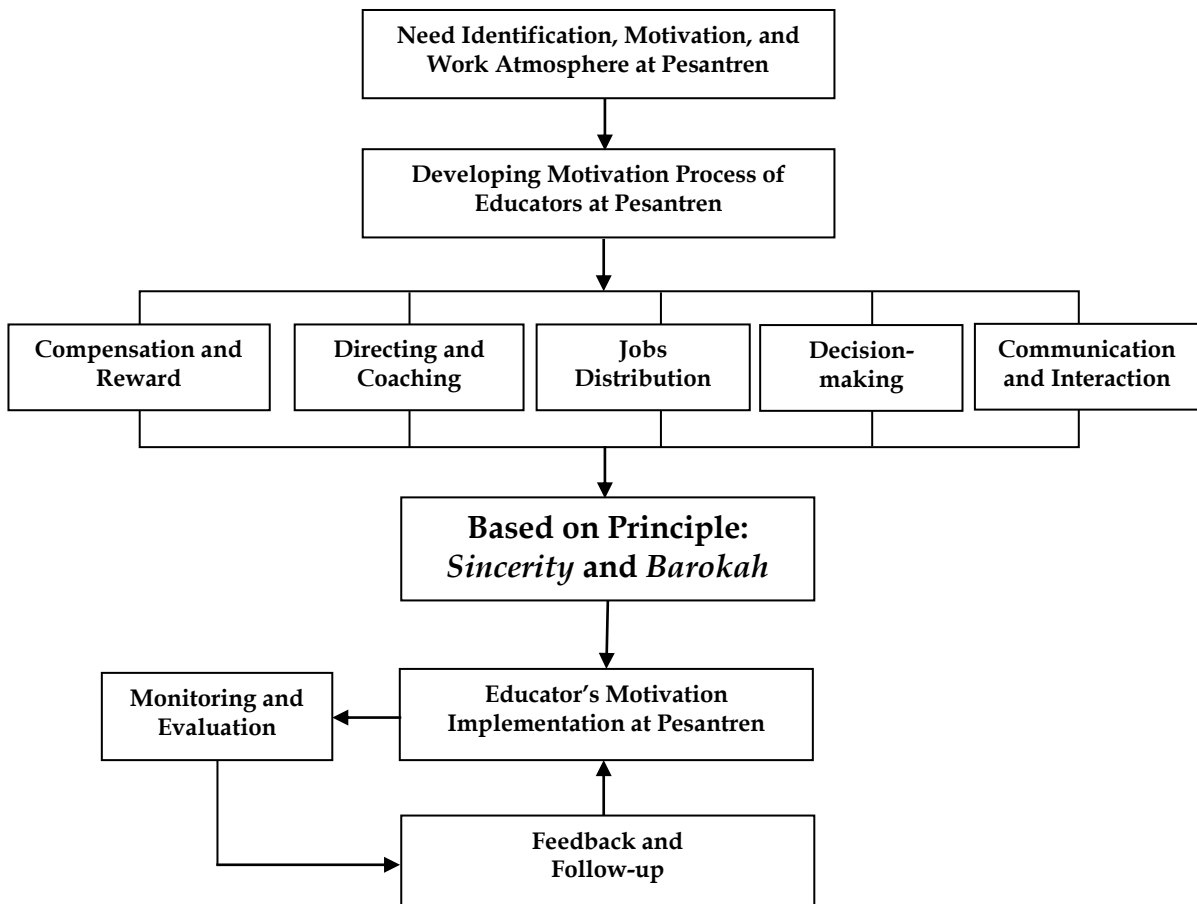 Need Identification, Motivation, and
Work Atmosphere at Pesantren
Developing Motivation Process of
Educators at Pesantren
Compensation and
Reward
Directing and
Coaching
Jobs
Distribution
Decision-
making
Communication
and Interaction
Based on Principle:
Sincerity and Barokah
Monitoring and
Evaluation
Educator’s Motivation
Implementation at Pesantren
Feedback and
Follow-up